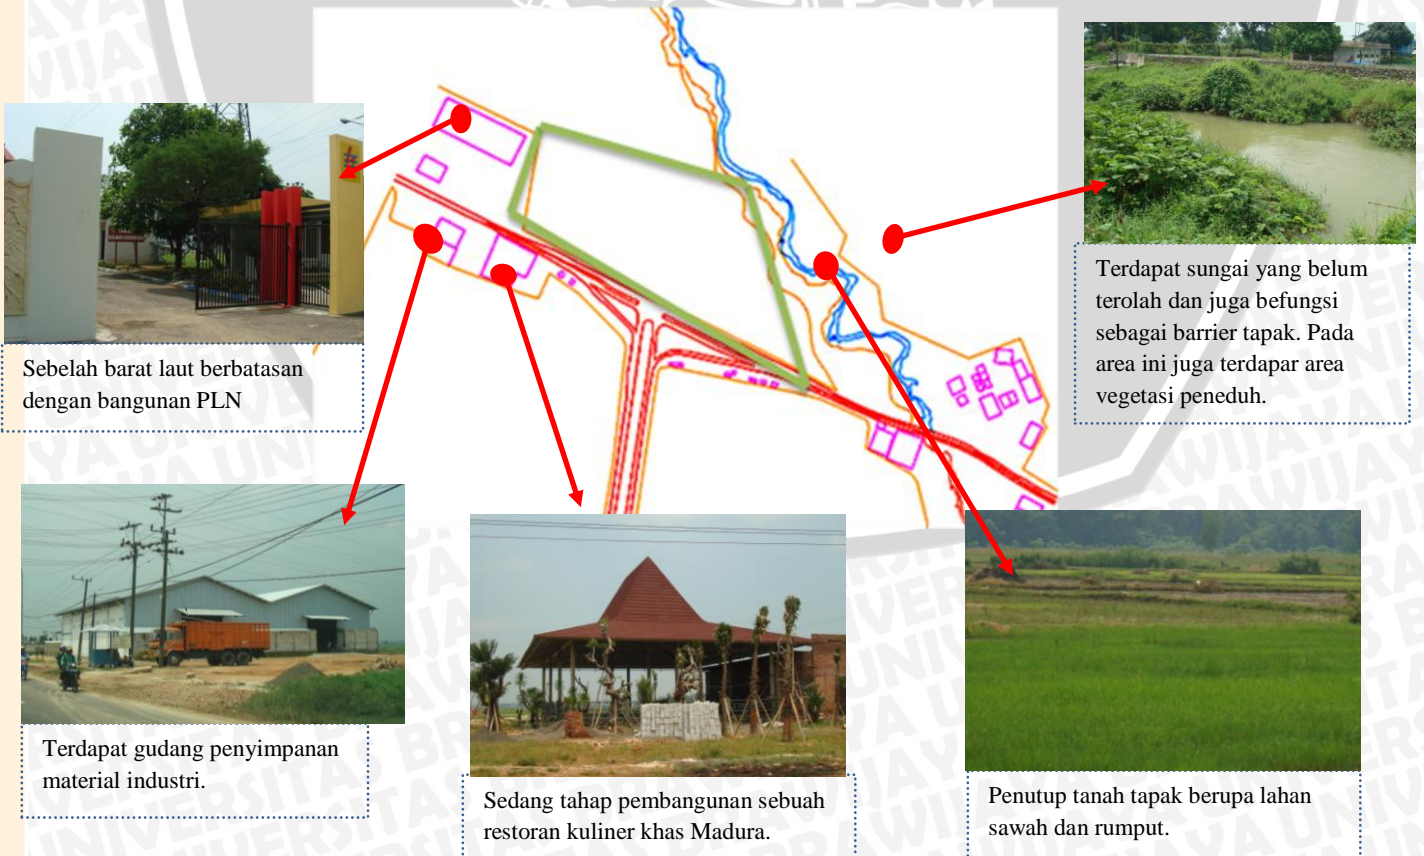 Sebelah barat laut berbatasan
dengan bangunan PLN
Terdapat sungai yang belum
terolah dan juga befungsi
sebagai barrier tapak. Pada
area ini juga terdapar area
vegetasi peneduh.
Terdapat gudang penyimpanan
material industri.
Sedang tahap pembangunan sebuah
restoran kuliner khas Madura.
Penutup tanah tapak berupa lahan
sawah dan rumput.